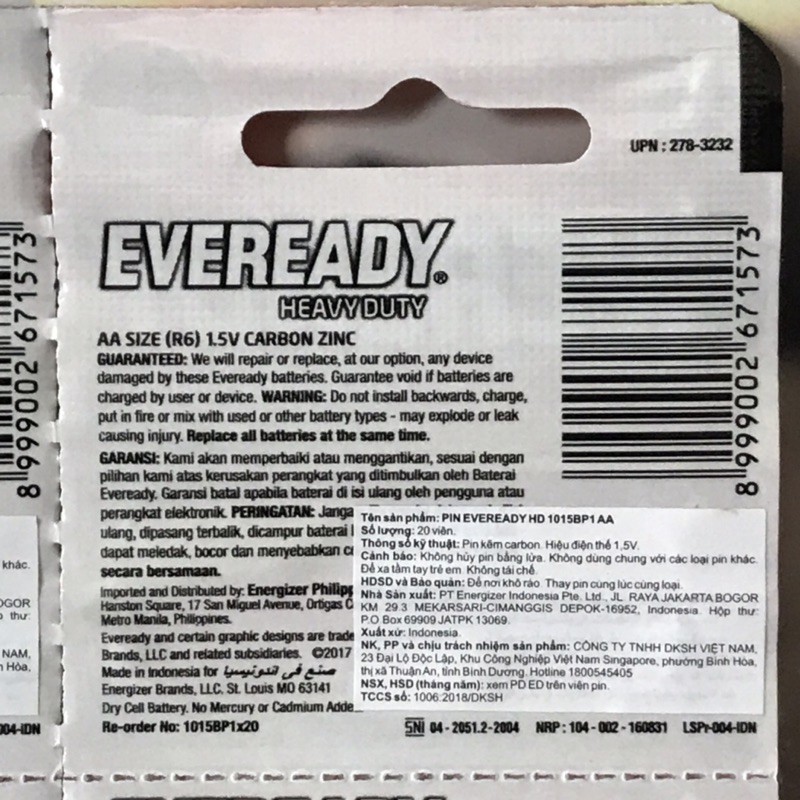 UPN : 278-3232
EVEREADY®
HEAVY DUTY
8 999002 671573
8 999002 671573
AA SIZE (R6) 1.5V CARBON ZINC
GUARANTEED: We will repair or replace, at our option, any device
damaged by these Eveready batteries. Guarantee void if batteries are
charged by user or device. WARNING: Do not install backwards, charge,
put in fire or mix with used or other battery types - may explode or leak
causing injury. Replace all batteries at the same time.
GARANSI: Kami akan memperbaiki atau menggantikan, sesuai dengan
pilihan kami atas kerusakan perangkat yang ditimbulkan oleh Baterai
Eveready. Garansi batal apabila baterai di isi ulang oleh pengguna atau
perangkat elektronik. PERINGATAN: Janga
ulang, dipasang terbalik, dicampur baterai
dapat meledak, bocor dan menyebabkan
secara bersamaan.
Imported and Distributed by: Energizer Philipp
Hanston Square, 17 San Miguel Avenue, Ortigas C
Metro Manila, Philippines.
Eveready and certain graphic designs are trade
Brands, LLC and related subsidiaries. ©2017
Made in Indonesia for صنع في اندونيسيا
Energizer Brands, LLC. St. Louis MO 63141
Dry Cell Battery. No Mercury or Cadmium Adde
Re-order No: 1015BP1x20
SNI 04 - 2051.2-2004 NRP : 104 - 002 - 160831 LSPr-004-IDN
Tên sản phẩm: PIN EVEREADY HD 1015BP1 AA
Số lượng: 20 viên.
Thông số kỹ thuật: Pin kẽm carbon. Hiệu điện thế 1,5V.
Cảnh báo: Không hủy pin bằng lửa. Không dùng chung với các loại pin khác.
Để xa tầm tay trẻ em. Không tái chế.
HDSD và Bảo quản: Để nơi khô ráo. Thay pin cùng lúc cùng loại.
Nhà Sản xuất: PT Energizer Indonesia Pte. Ltd., JL. RAYA JAKARTA BOGOR
KM 29.3 MEKARSARI-CIMANGGIS DEPOK-16952, Indonesia. Hộp thư:
P.O.Box 69909 JATPK 13069.
Xuất xứ: Indonesia.
NK, PP và chịu trách nhiệm sản phẩm: CÔNG TY TNHH DKSH VIỆT NAM,
23 Đại Lộ Độc Lập, Khu Công Nghiệp Việt Nam Singapore, phường Bình Hòa,
thị xã Thuận An, tỉnh Bình Dương. Hotline 1800545405
NSX, HSD (tháng năm): xem PD ED trên viên pin.
TCCS số: 1006:2018/DKSH
khác.
OGOR
thư:
NAM,
Hòa,
004-IDN